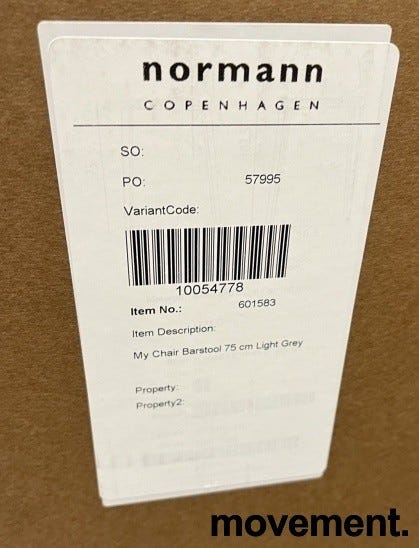 normann
COPENHAGEN
SO:
PO: 57995
VariantCode:
10054778
Item No.: 601583
Item Description:
My Chair Barstool 75 cm Light Grey
Property:
Property2:
movement.